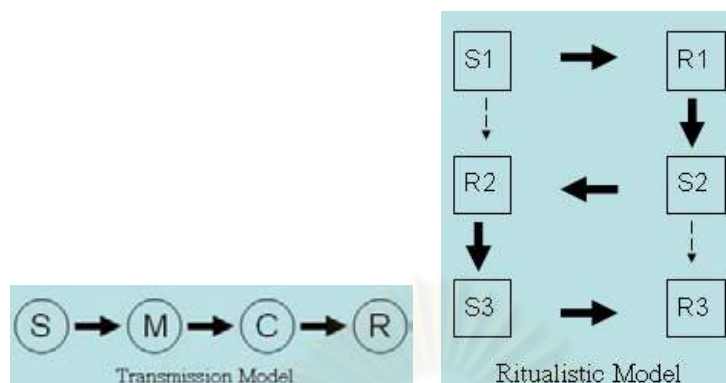 S M C R
Transmission Model
S1 R1
R2 S2
S3 R3
Ritualistic Model